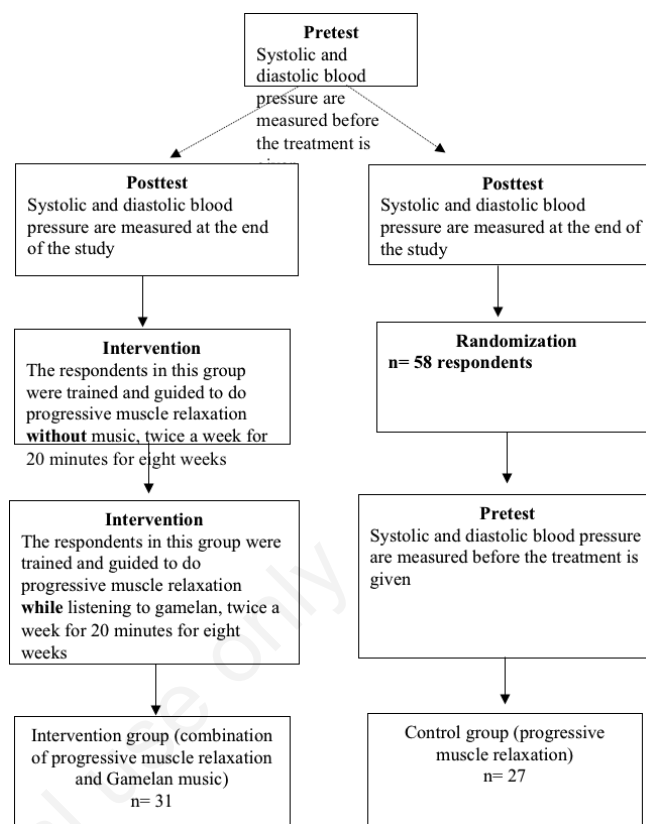 Pretest
Systolic and
diastolic blood
pressure are
measured before
the treatment is
Posttest
Systolic and diastolic blood
pressure are measured at the end
of the study
Posttest
Systolic and diastolic blood
pressure are measured at the end of
the study
Intervention
The respondents in this group
were trained and guided to do
progressive muscle relaxation
without music, twice a week for
20 minutes for eight weeks
Randomization
n= 58 respondents
Intervention
The respondents in this group were
trained and guided to do
progressive muscle relaxation
while listening to gamelan, twice a
week for 20 minutes for eight
weeks
Pretest
Systolic and diastolic blood pressure
are measured before the treatment is
given
Intervention group (combination
of progressive muscle relaxation
and Gamelan music)
n= 31
Control group (progressive
muscle relaxation)
n= 27
use only